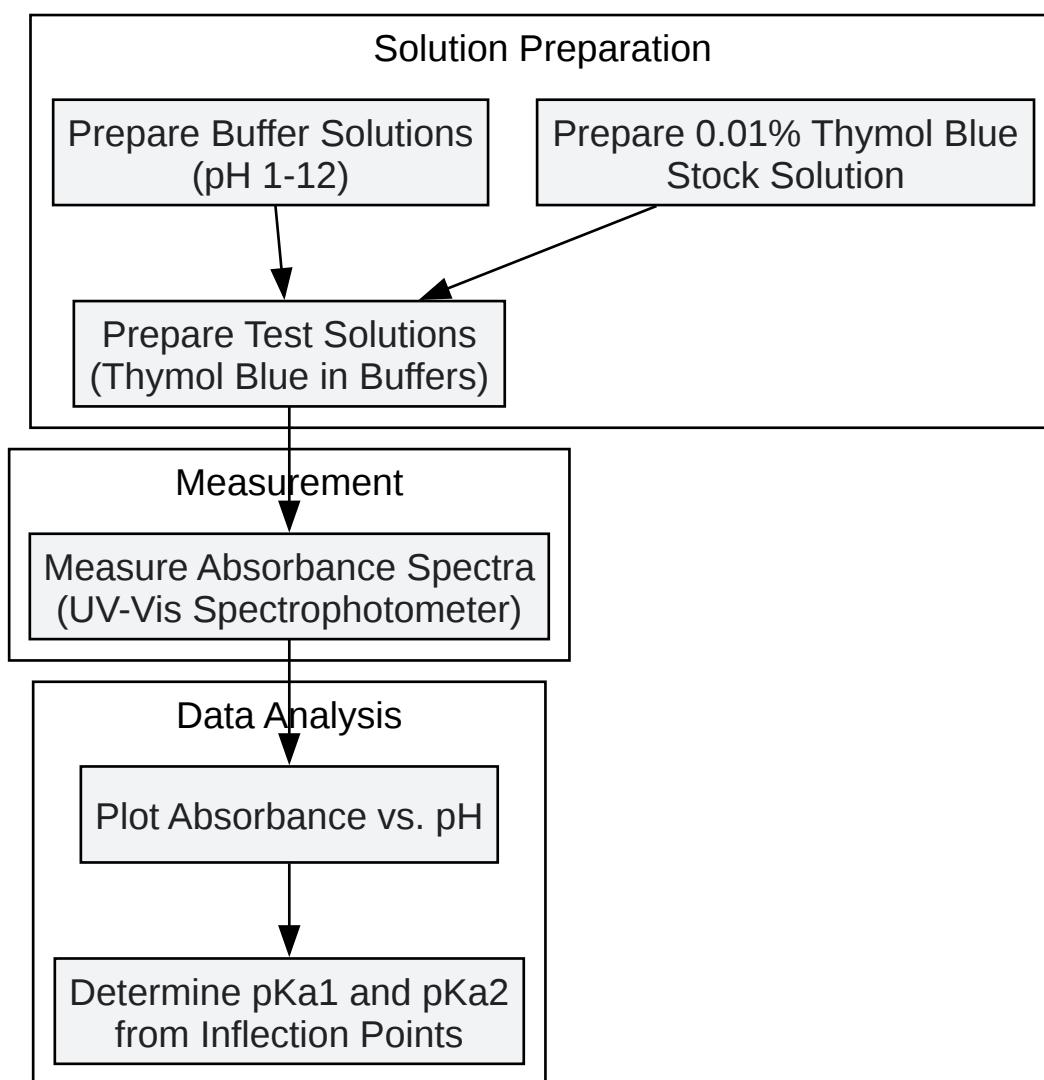 Solution Preparation
Prepare Buffer Solutions
(pH 1-12)
Prepare 0.01% Thymol Blue
Stock Solution
Prepare Test Solutions
(Thymol Blue in Buffers)
Measurement
Measure Absorbance Spectra
(UV-Vis Spectrophotometer)
Data Analysis
Plot Absorbance vs. pH
Determine pKa1 and pKa2
from Inflection Points